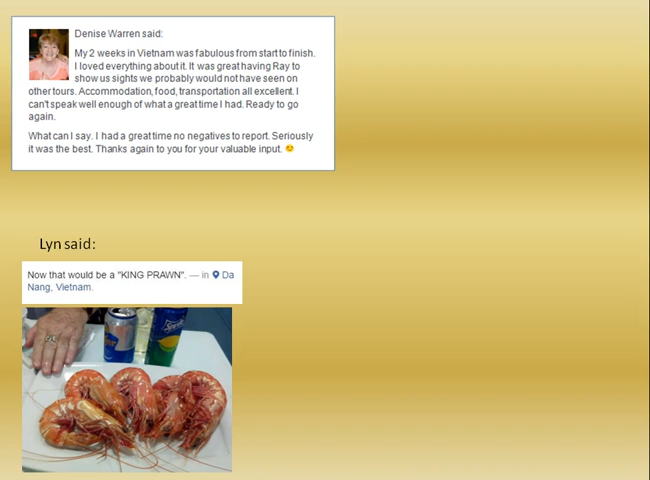 Denise Warren said:
My 2 weeks in Vietnam was fabulous from start to finish.
I loved everything about it. It was great having Ray to
show us sights we probably would not have seen on
other tours. Accommodation, food, transportation all excellent. I
can't speak well enough of what a great time I had. Ready to go
again.
What can I say. I had a great time no negatives to report. Seriously
it was the best. Thanks again to you for your valuable input. 😊
Lyn said:
Now that would be a "KING PRAWN". — in Da
Nang, Vietnam.
Sprite